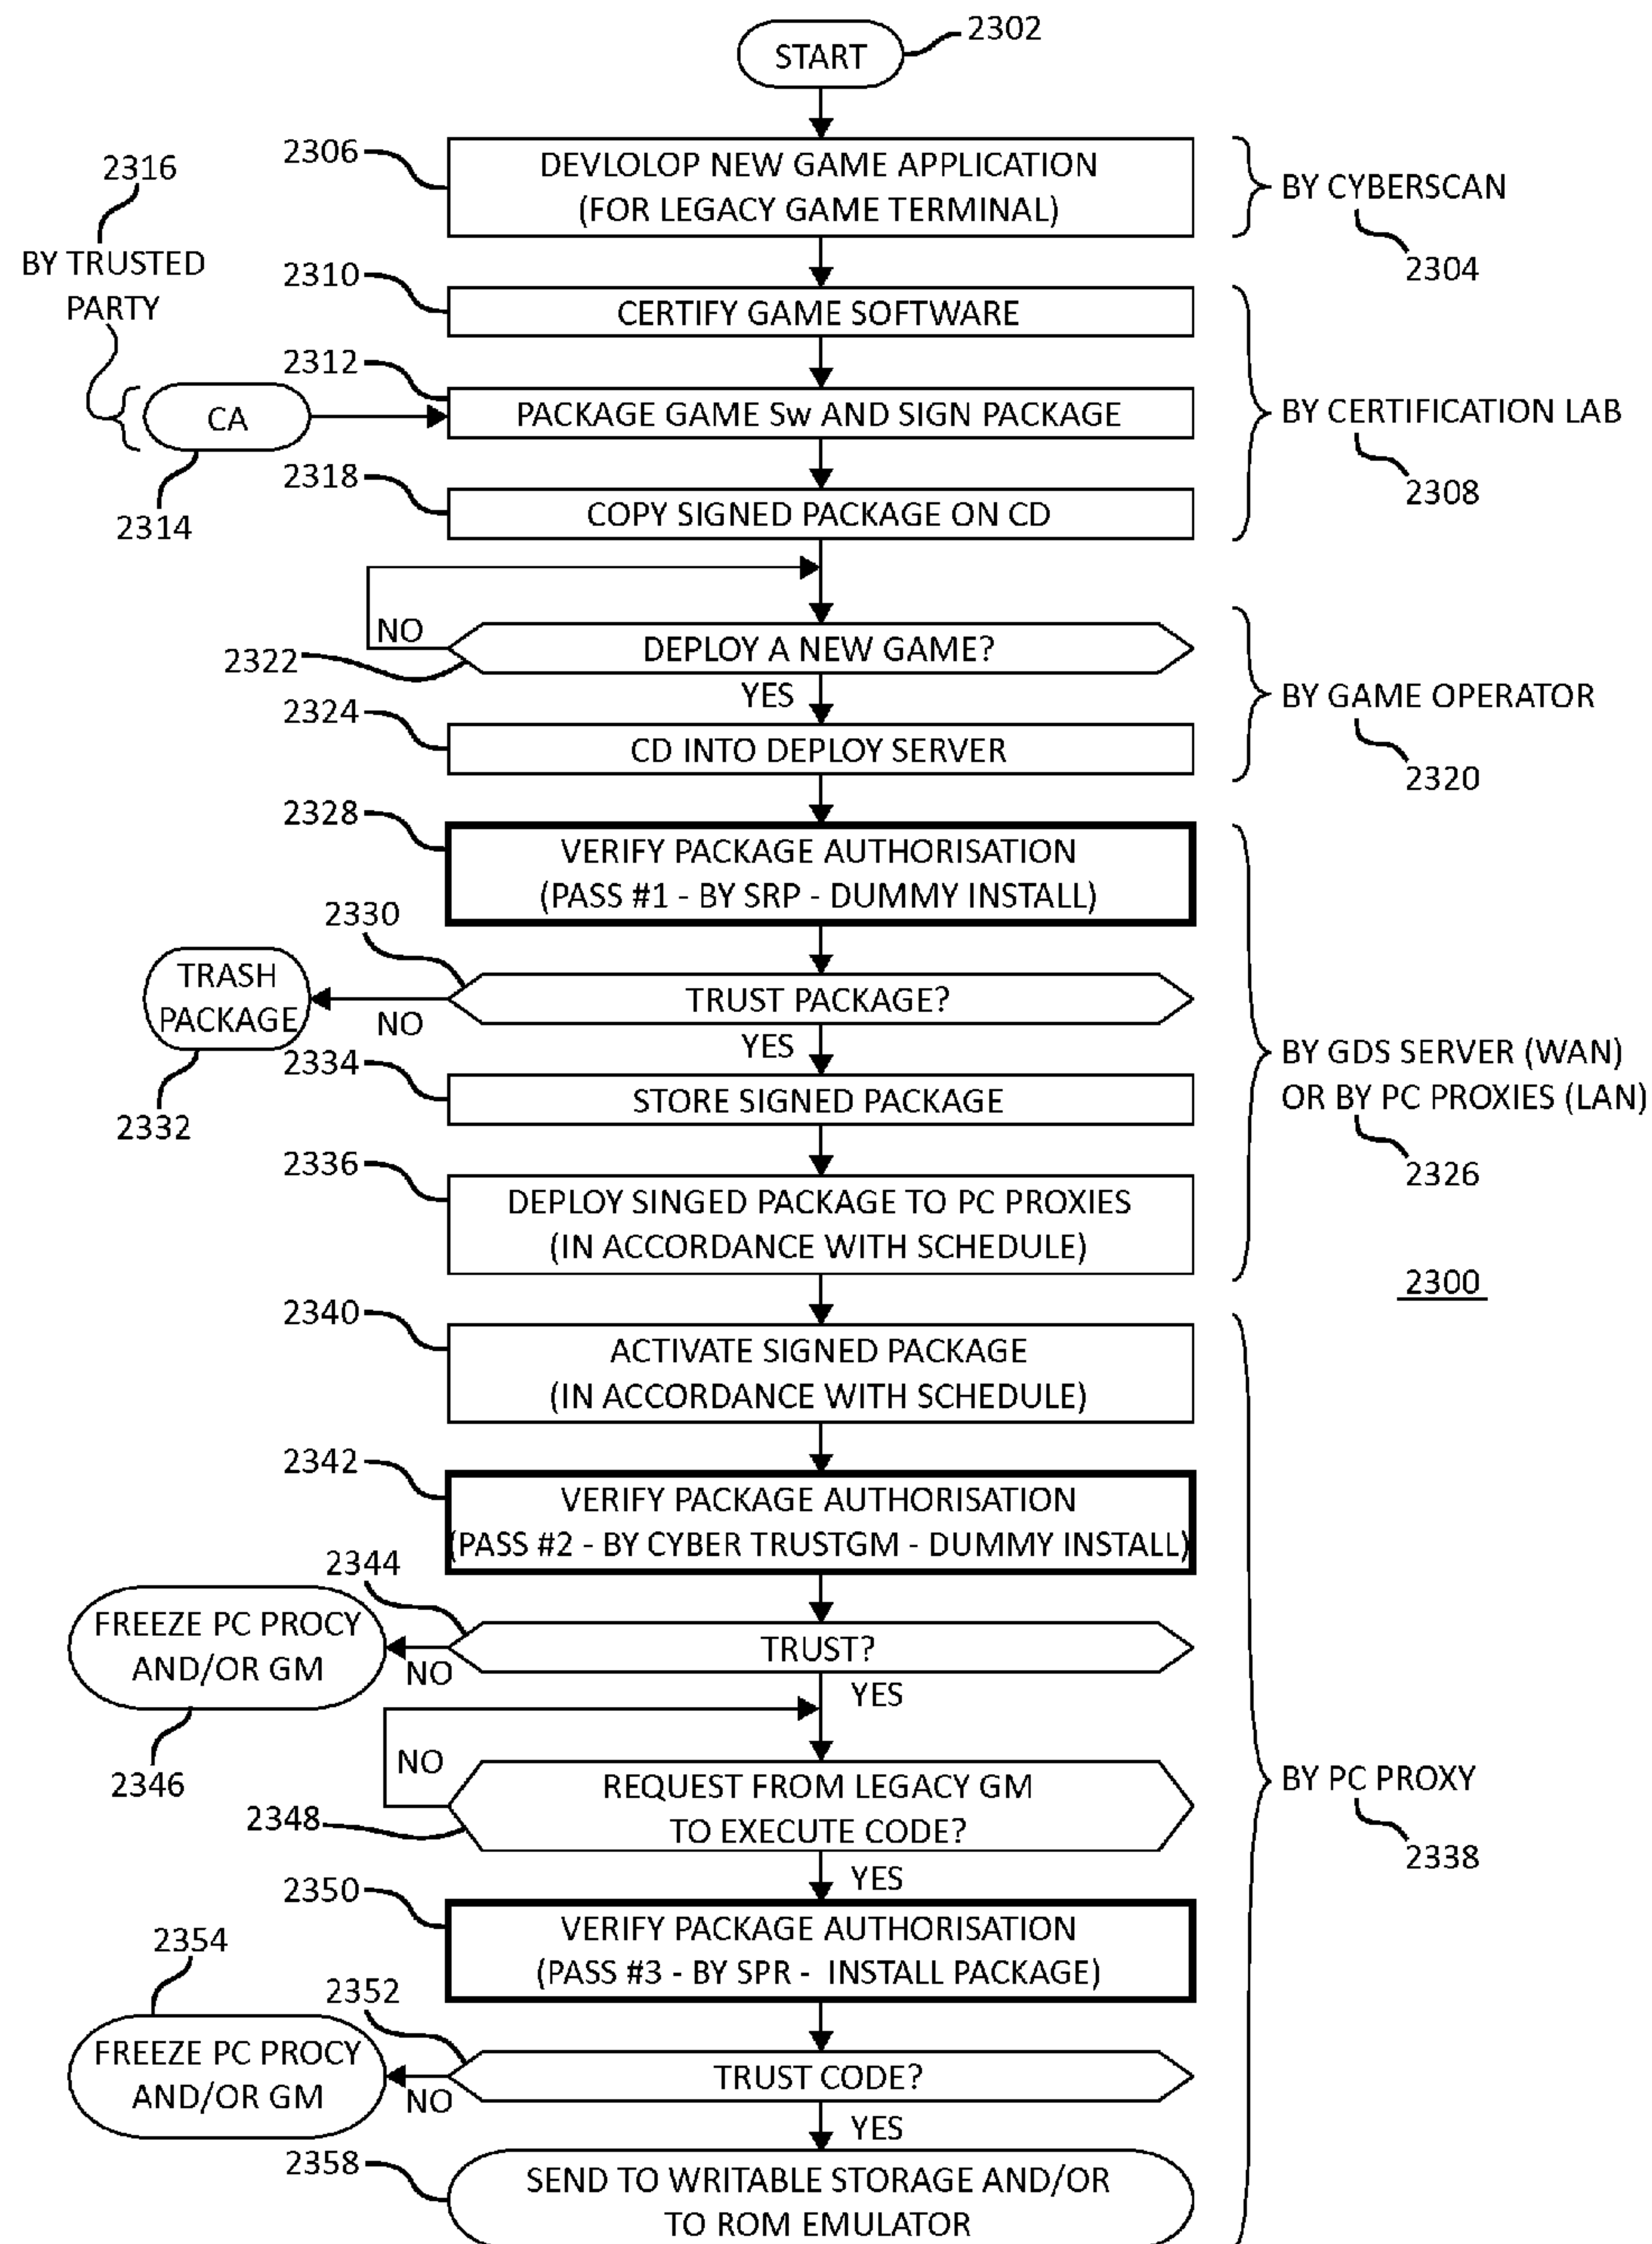 START
2302
2306
DEVLOLOP NEW GAME APPLICATION
(FOR LEGACY GAME TERMINAL)
BY CYBERSCAN
2304
2316
BY TRUSTED
PARTY
2310
CERTIFY GAME SOFTWARE
2312
CA
PACKAGE GAME Sw AND SIGN PACKAGE
BY CERTIFICATION LAB
2308
2314
2318
COPY SIGNED PACKAGE ON CD
NO
2322
DEPLOY A NEW GAME?
YES
BY GAME OPERATOR
2320
2324
CD INTO DEPLOY SERVER
2328
VERIFY PACKAGE AUTHORISATION
(PASS #1 - BY SRP - DUMMY INSTALL)
2330
TRASH
PACKAGE
NO
TRUST PACKAGE?
YES
2332
2334
STORE SIGNED PACKAGE
BY GDS SERVER (WAN)
OR BY PC PROXIES (LAN)
2326
2336
DEPLOY SINGED PACKAGE TO PC PROXIES
(IN ACCORDANCE WITH SCHEDULE)
2300
2340
ACTIVATE SIGNED PACKAGE
(IN ACCORDANCE WITH SCHEDULE)
2342
VERIFY PACKAGE AUTHORISATION
(PASS #2 - BY CYBER TRUSTGM - DUMMY INSTALL)
2344
FREEZE PC PROCY
AND/OR GM
NO
TRUST?
YES
2346
NO
2348
REQUEST FROM LEGACY GM
TO EXECUTE CODE?
YES
BY PC PROXY
2338
2350
VERIFY PACKAGE AUTHORISATION
(PASS #3 - BY SPR - INSTALL PACKAGE)
2354
2352
FREEZE PC PROCY
AND/OR GM
NO
TRUST CODE?
YES
2358
SEND TO WRITABLE STORAGE AND/OR
TO ROM EMULATOR